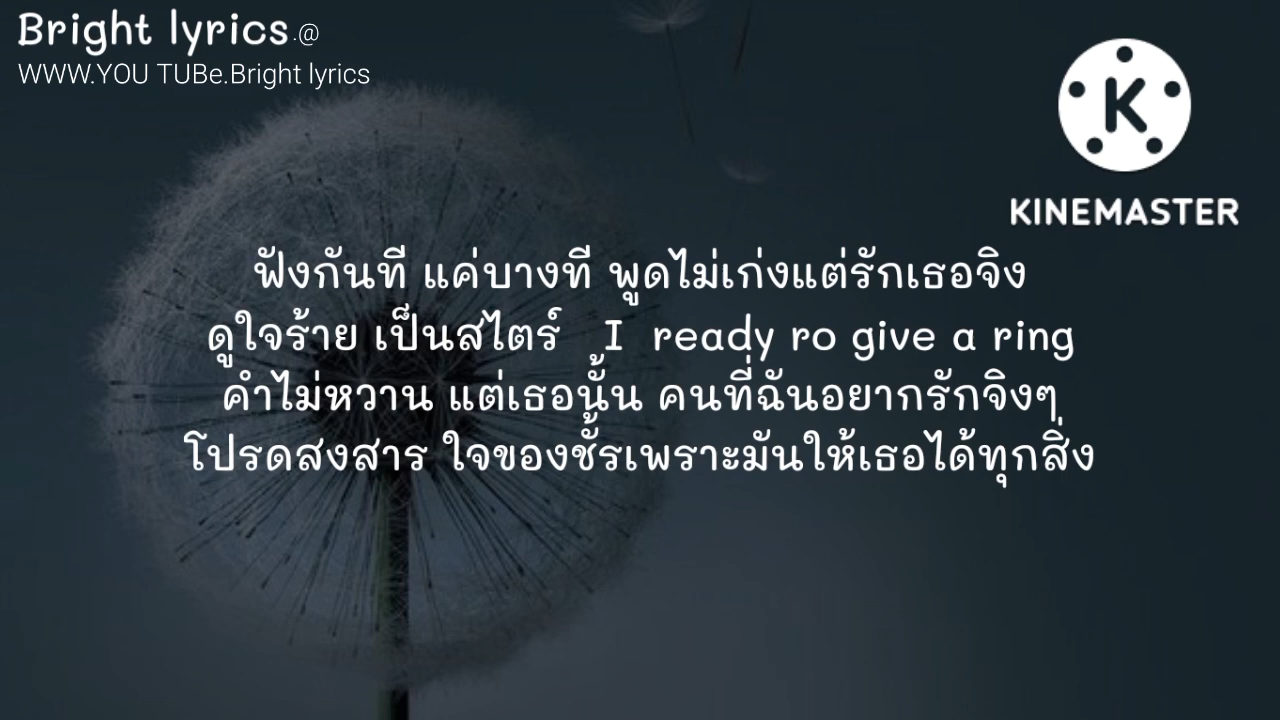 Bright lyrics.@
WWW.YOU TUBe.Bright lyrics
K
KINEMASTER
ฟังกันที แค่บางที พูดไม่เก่งแต่รักเธอจิง
ดูใจร้าย เป็นสไตร์ I ready ro give a ring
คำไม่หวาน แต่เธอนั้น คนที่ฉันอยากรักจิงๆ
โปรดสงสาร ใจของชั้รเพราะมันให้เธอได้ทุกสิ่ง